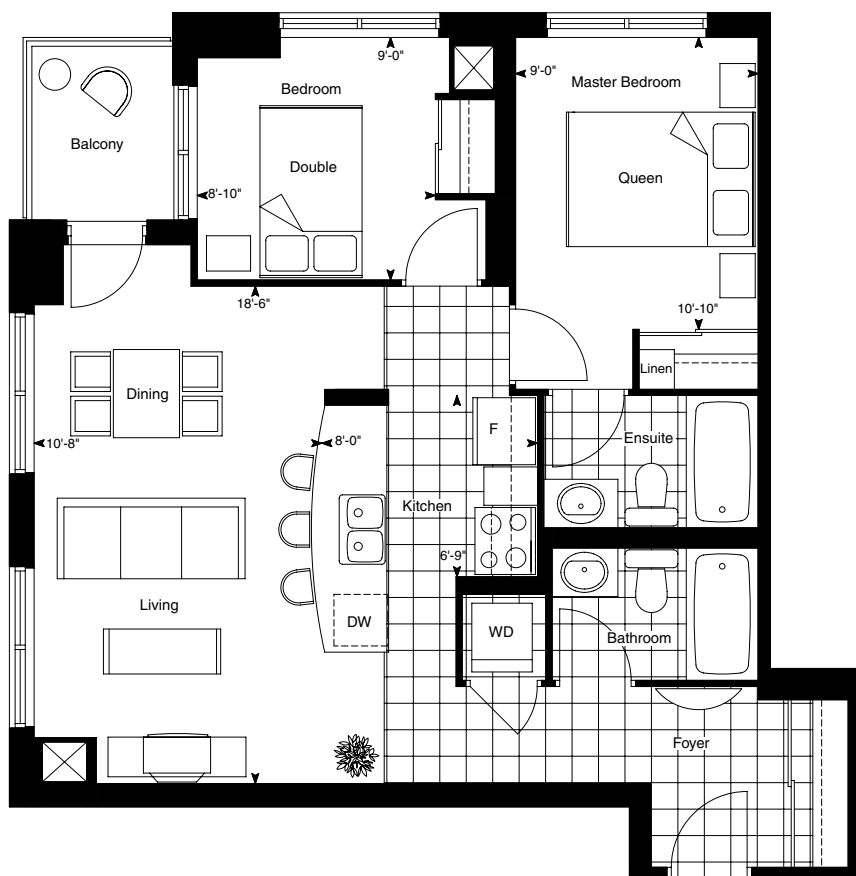 9'-0"
Bedroom
9'-0"
Master Bedroom
Balcony
Double
Queen
8'-10"
18'-6"
10'-10"
Linen
Dining
F
Ensuite
10'-8"
8'-0"
Kitchen
6'-9"
Living
DW
WD
Bathroom
Foyer